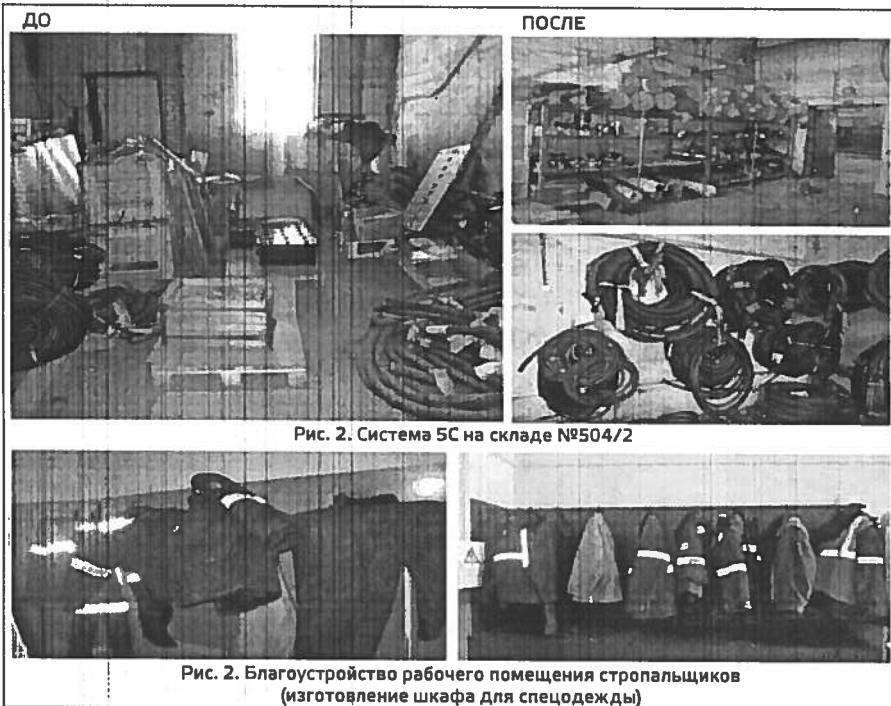 ДО
ПОСЛЕ
Рис. 2. Система 5С на складе №504/2
Рис. 2. Благоустройство рабочего помещения стропальщиков
(изготовление шкафа для спецодежды)